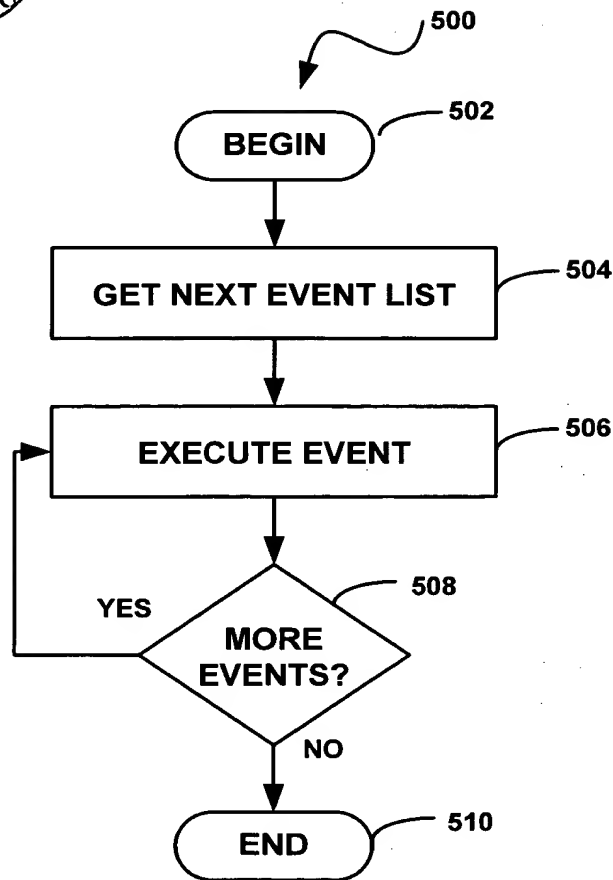 500
BEGIN
502
GET NEXT EVENT LIST
504
EXECUTE EVENT
506
YES
508
MORE
EVENTS?
NO
END
510